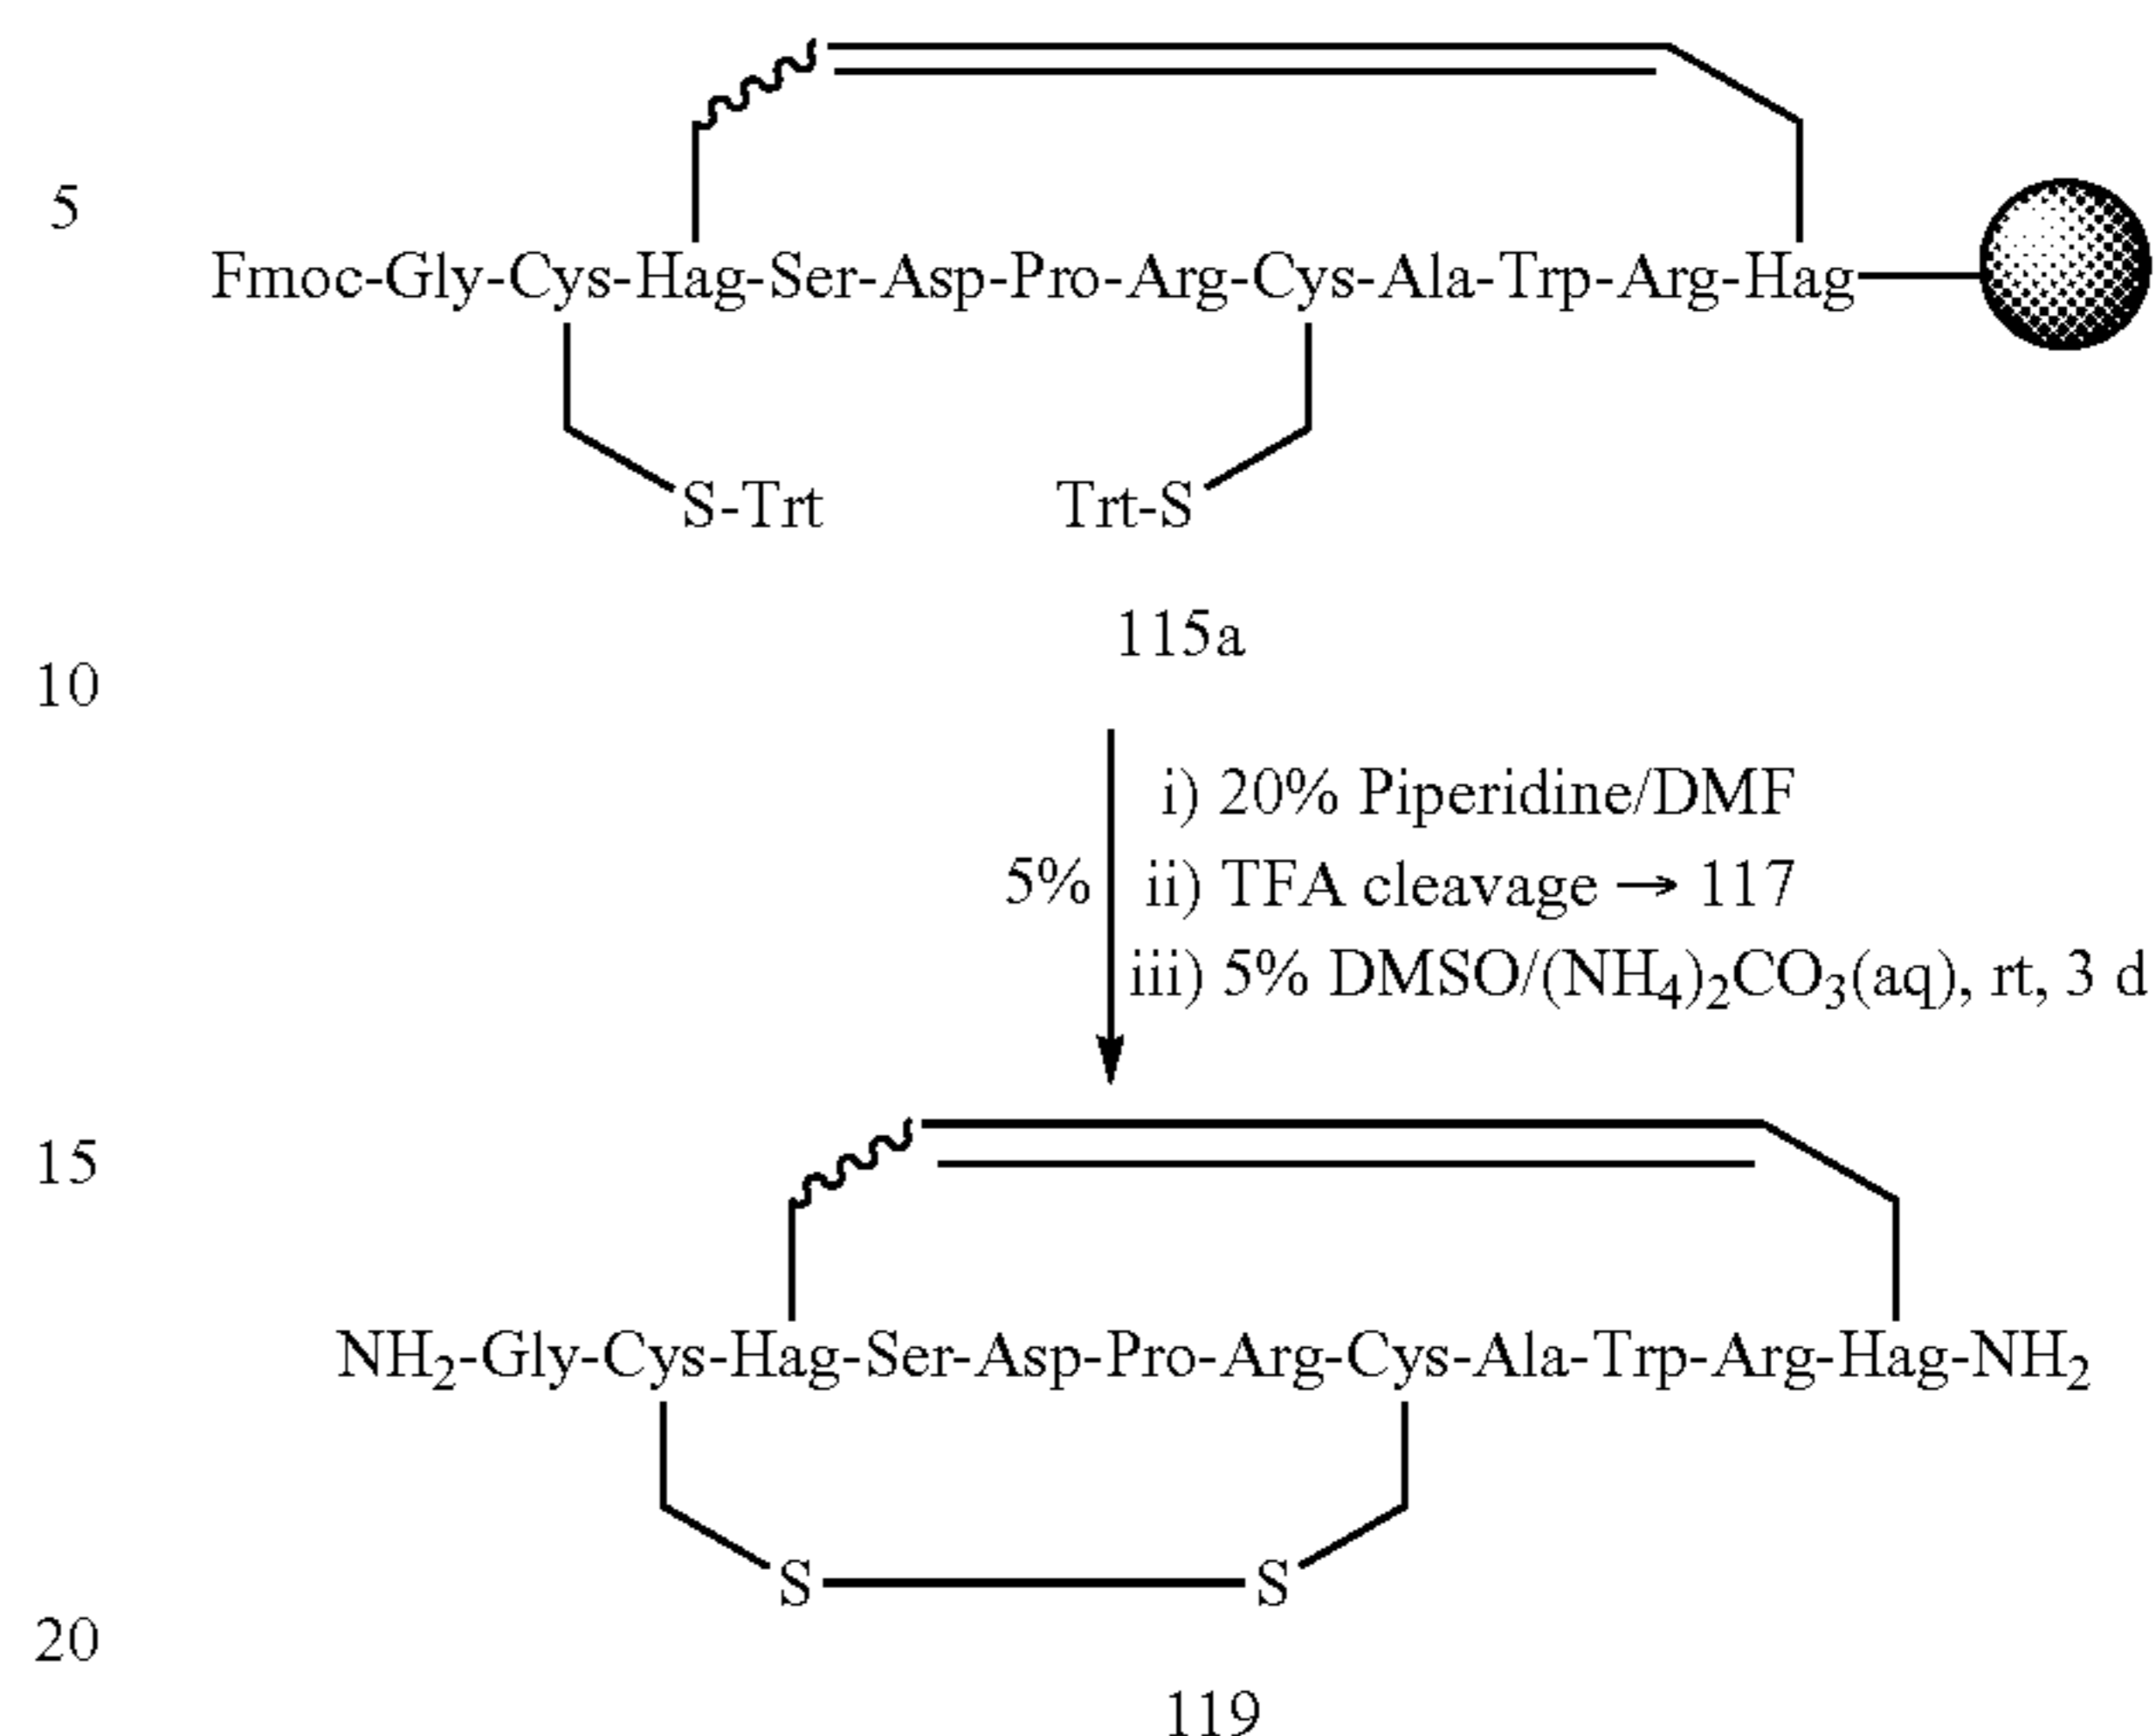 5
Fmoc-Gly-Cys-Hag-Ser-Asp-Pro-Arg-Cys-Ala-Trp-Arg-Hag
S-Trt Trt-S
115a
10
i) 20% Piperidine/DMF
5% ii) TFA cleavage → 117
iii) 5% DMSO/(NH4)2CO3(aq), rt, 3 d
15
NH2-Gly-Cys-Hag-Ser-Asp-Pro-Arg-Cys-Ala-Trp-Arg-Hag-NH2
S S
20
119